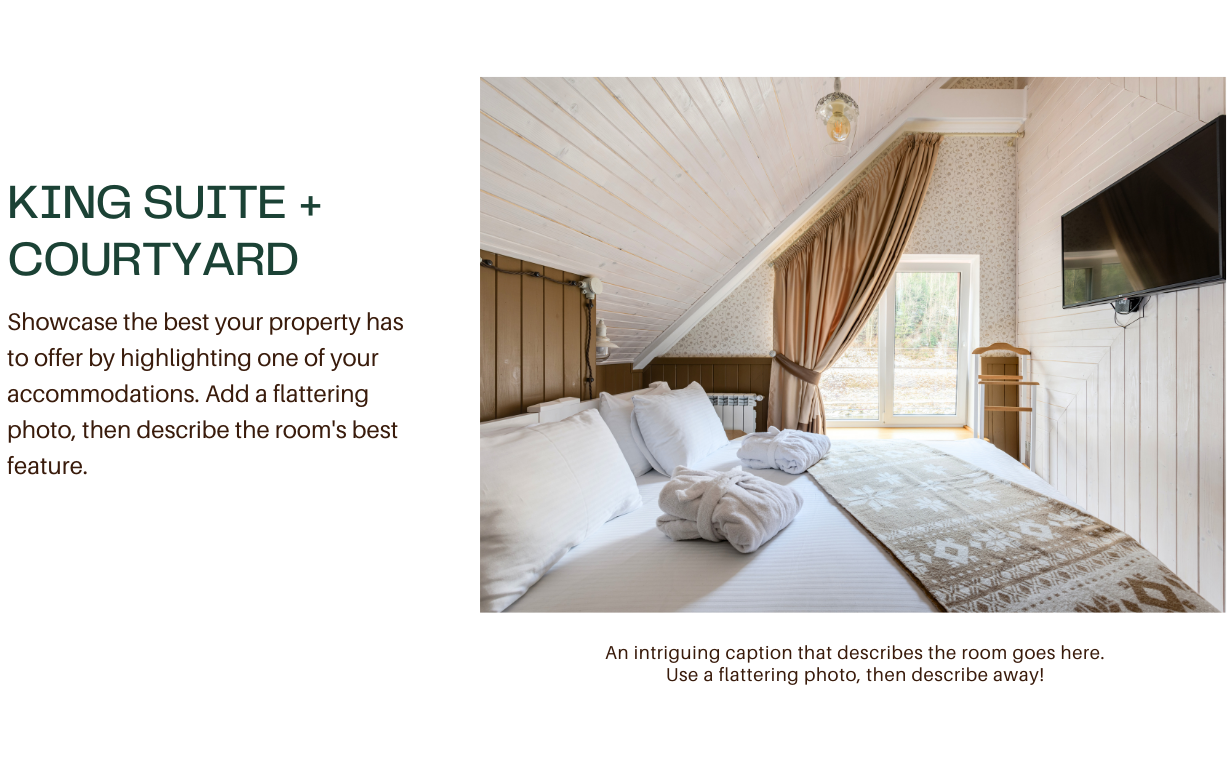 KING SUITE +
COURTYARD
Showcase the best your property has
to offer by highlighting one of your
accommodations. Add a flattering
photo, then describe the room's best
feature.
An intriguing caption that describes the room goes here.
Use a flattering photo, then describe away!